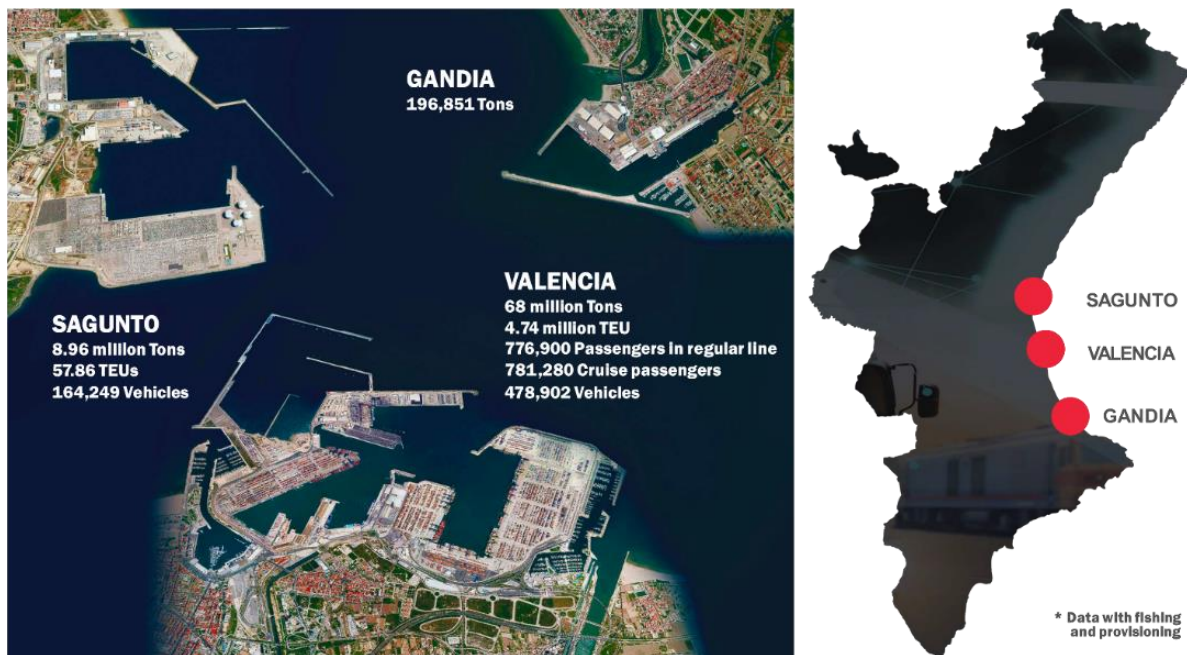 GANDIA
196,851 Tons
SAGUNTO
8.96 million Tons
57.86 TEUs
164,249 Vehicles
VALENCIA
68 million Tons
4.74 million TEU
776,900 Passengers in regular line
781,280 Cruise passengers
478,902 Vehicles
SAGUNTO
VALENCIA
GANDIA
* Data with fishing
and provisioning